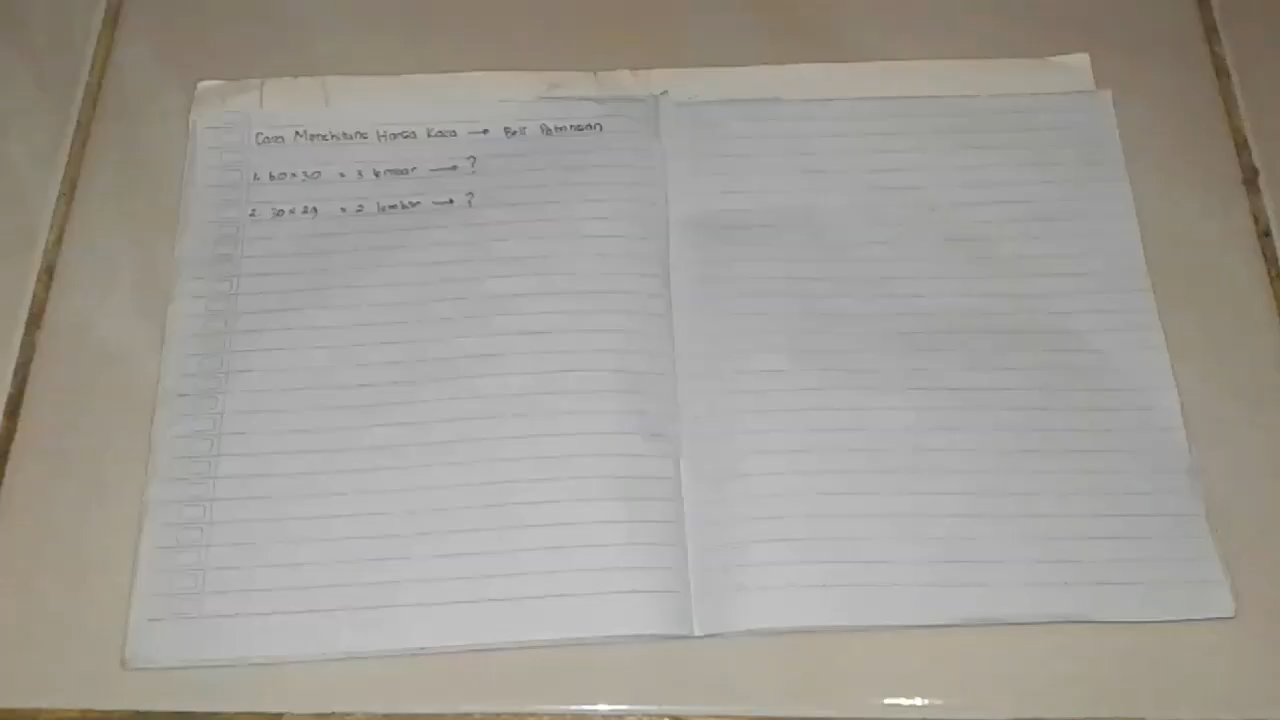 Cara Menghitung Harga Kaca → Beli Potongan
1. 60 x 30 = 3 lembar → ?
2. 30 x 29 = 2 lembar → ?